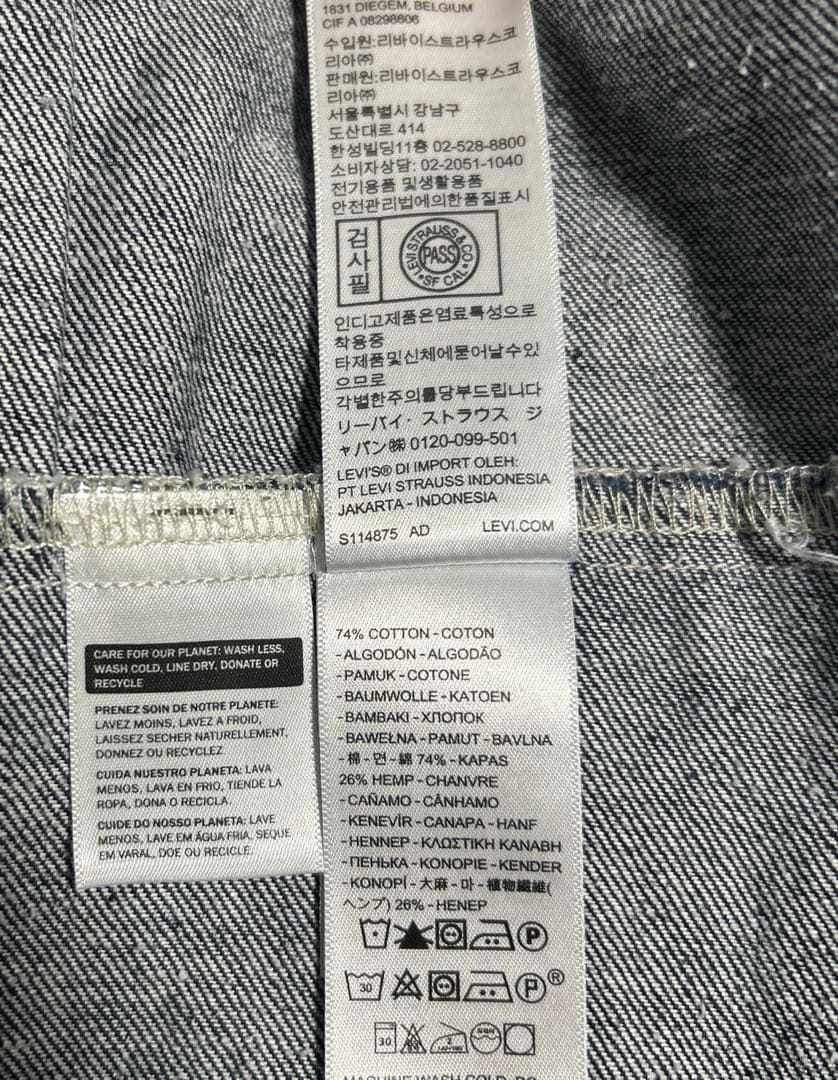 1831 DIEGEM, BELGIUM
CIF A 08298606
수입원:리바이스트라우스코
리아㈜
판매원:리바이스트라우스코
리아㈜
서울특별시 강남구
도산대로 414
한성빌딩11층 02-528-8800
소비자상담: 02-2051-1040
전기용품 및생활용품
안전관리법에의한품질표시
검사필
LEVI STRAUSS & CO
PASS
SF CAL
인디고제품은염료특성으로
착용중
타제품및신체에묻어날수있
으므로
각별한주의를당부드립니다
リーバイ・ストラウス ジ
ャパン㈱ 0120-099-501
LEVI'S® DI IMPORT OLEH:
PT LEVI STRAUSS INDONESIA
JAKARTA - INDONESIA
S114875 AD LEVI.COM
CARE FOR OUR PLANET: WASH LESS,
WASH COLD, LINE DRY, DONATE OR
RECYCLE
PRENEZ SOIN DE NOTRE PLANETE:
LAVEZ MOINS, LAVEZ A FROID,
LAISSEZ SECHER NATURELLEMENT,
DONNEZ OU RECYCLEZ
CUIDA NUESTRO PLANETA: LAVA
MENOS, LAVA EN FRIO, TIENDE LA
ROPA, DONA O RECICLA.
CUIDE DO NOSSO PLANETA: LAVE
MENOS, LAVE EM ÁGUA FRIA, SEQUE
EM VARAL, DOE OU RECICLE.
74% COTTON - COTON
- ALGODÓN - ALGODÃO
- PAMUK - COTONE
- BAUMWOLLE - KATOEN
- BAMBAKI - ХЛОПОК
- BAWEŁNA - PAMUT - BAVLNA
- 棉 - 면 - 綿 74% - KAPAS
26% HEMP - CHANVRE
- CAÑAMO - CÂNHAMO
- KENEVİR - CANAPA - HANF
- HENNEP - ΚΛΩΣΤΙΚΗ ΚΑΝΑΒΗ
- ПЕНЬКА - KONOPIE - KENDER
- KONOPÍ - 大麻 - 마 - 植物繊維(
ヘンプ) 26% - HENEP
P
30 P ®
30